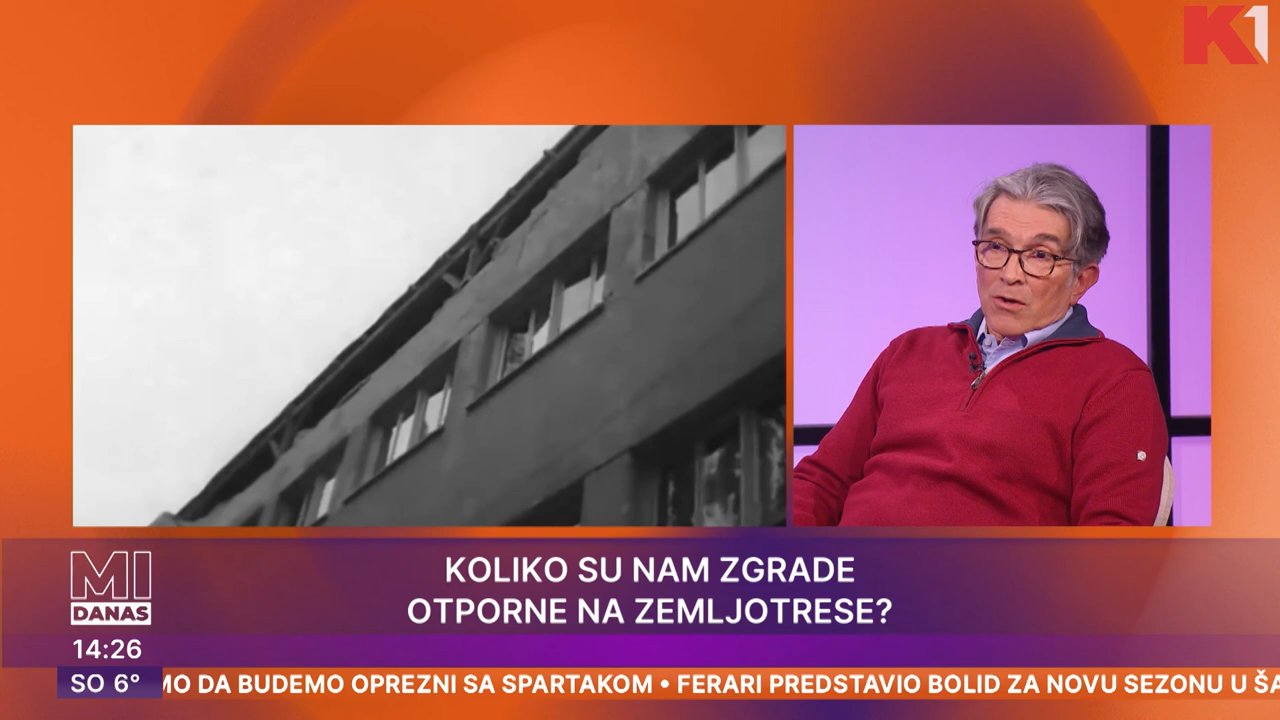 K1
KOLIKO SU NAM ZGRADE
OTPORNE NA ZEMLJOTRESE?
MI
DANAS
14:26
SO 6°
MO DA BUDEMO OPREZNI SA SPARTAKOM • FERARI PREDSTAVIO BOLID ZA NOVU SEZONU U ŠA